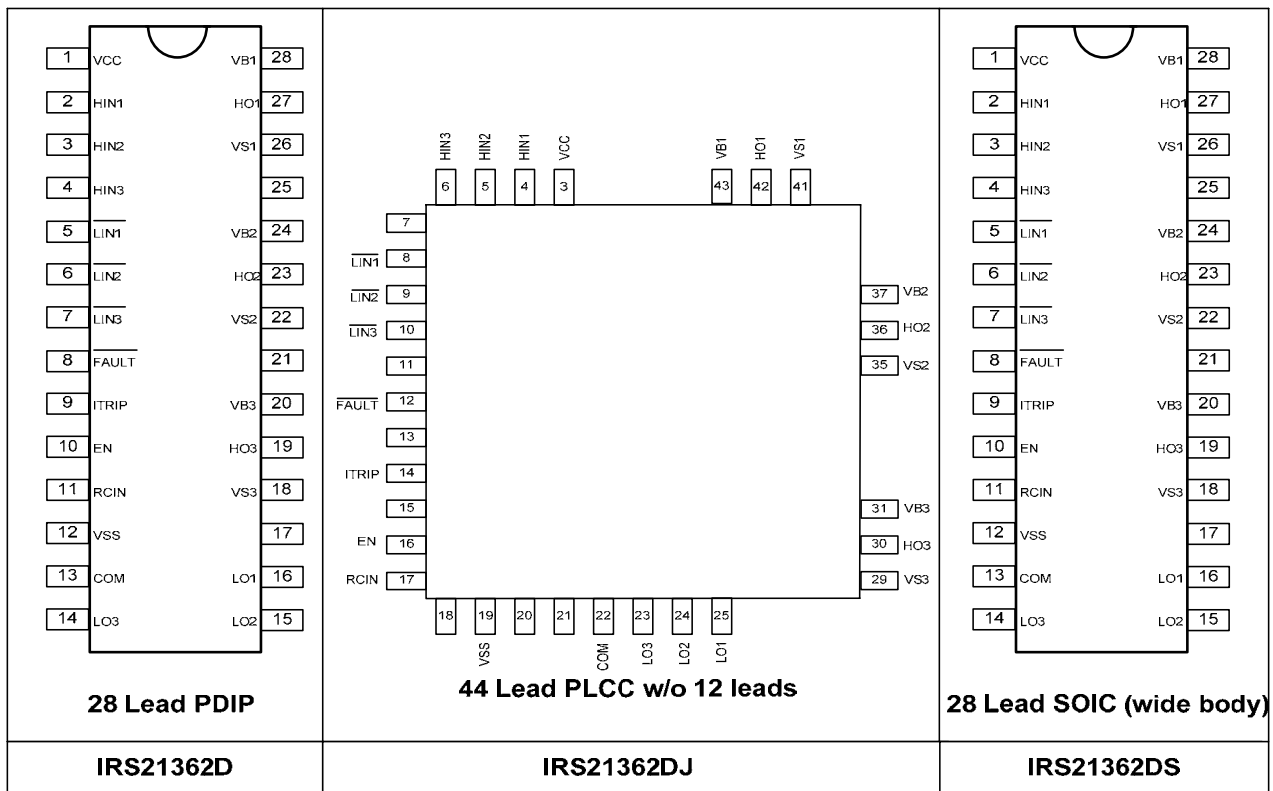 1 VCC VB1 28
2 HIN1 HO1 27
3 HIN2 VS1 26
4 HIN3 25
5 LIN1 VB2 24
6 LIN2 HO2 23
7 LIN3 VS2 22
8 FAULT 21
9 ITRIP VB3 20
10 EN HO3 19
11 RCIN VS3 18
12 VSS 17
13 COM LO1 16
14 LO3 LO2 15
28 Lead PDIP
IRS21362D
HIN3 HIN2 HIN1 VCC VB1 HO1 VS1
6 5 4 3 43 42 41
7
LIN1 8
LIN2 9 37 VB2
LIN3 10 36 HO2
11 35 VS2
FAULT 12
13
ITRIP 14
15 31 VB3
EN 16 30 HO3
RCIN 17 29 VS3
18 19 20 21 22 23 24 25
VSS COM LO3 LO2 LO1
44 Lead PLCC w/o 12 leads
IRS21362DJ
1 VCC VB1 28
2 HIN1 HO1 27
3 HIN2 VS1 26
4 HIN3 25
5 LIN1 VB2 24
6 LIN2 HO2 23
7 LIN3 VS2 22
8 FAULT 21
9 ITRIP VB3 20
10 EN HO3 19
11 RCIN VS3 18
12 VSS 17
13 COM LO1 16
14 LO3 LO2 15
28 Lead SOIC (wide body)
IRS21362DS